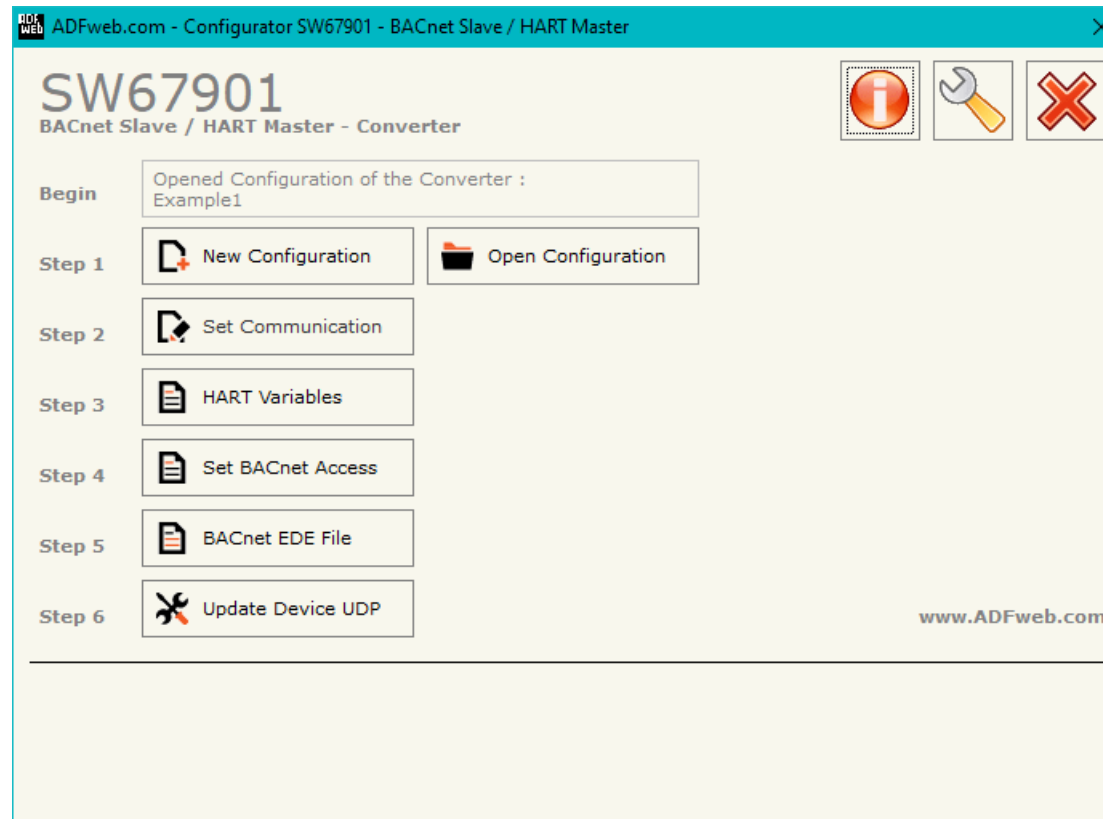 ADF WEB ADFweb.com - Configurator SW67901 - BACnet Slave / HART Master
SW67901
BACnet Slave / HART Master - Converter
Begin
Opened Configuration of the Converter :
Example1
Step 1 New Configuration Open Configuration
Step 2 Set Communication
Step 3 HART Variables
Step 4 Set BACnet Access
Step 5 BACnet EDE File
Step 6 Update Device UDP
www.ADFweb.com